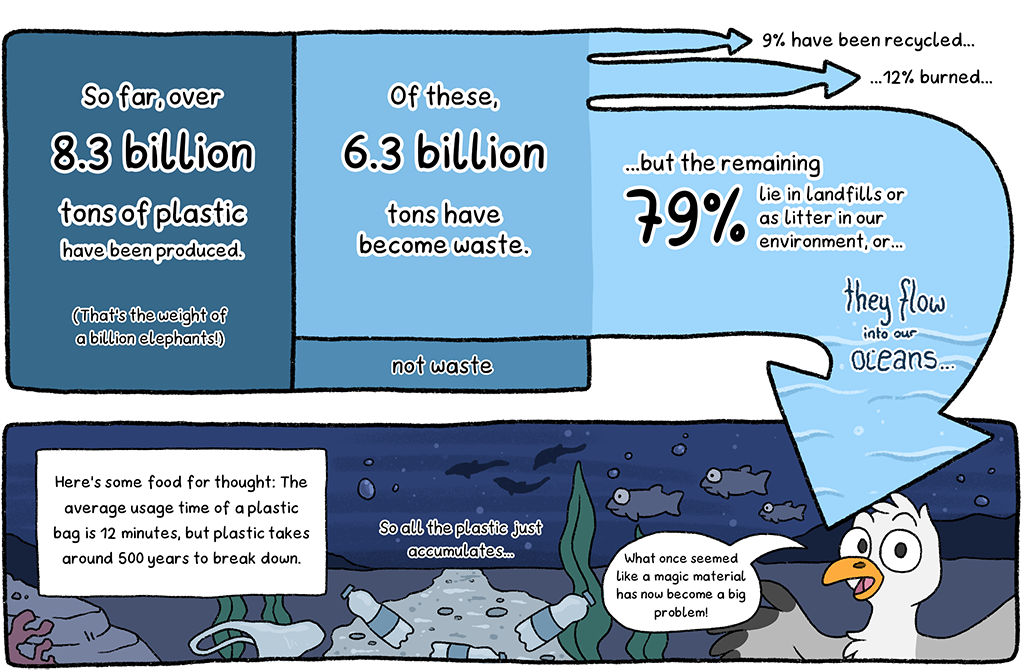 So far, over
8.3 billion
tons of plastic
have been produced.
(That's the weight of
a billion elephants!)
Of these,
6.3 billion
tons have
become waste.
not waste
9% have been recycled...
...12% burned...
...but the remaining
79%
lie in landfills or
as litter in our
environment, or...
they flow
into our
oceans...
Here's some food for thought: The
average usage time of a plastic
bag is 12 minutes, but plastic takes
around 500 years to break down.
So all the plastic just
accumulates...
What once seemed
like a magic material
has now become a big
problem!